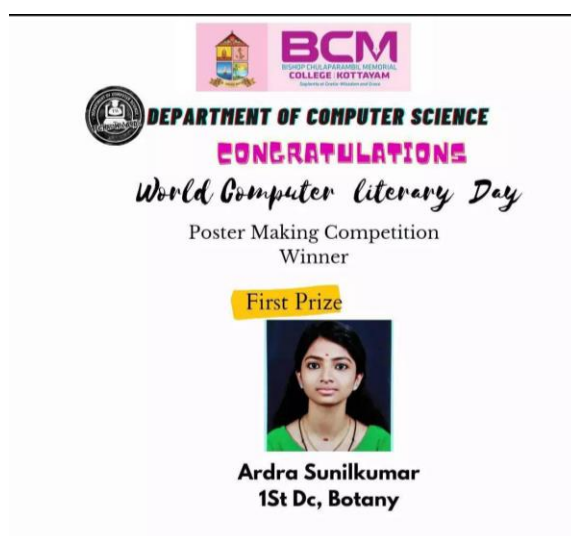 BCM
BISHOP CHULAPARAMBIL MEMORIAL
COLLEGE KOTTAYAM
DEPARTMENT OF COMPUTER SCIENCE
CONGRATULATIONS
World Computer literary Day
Poster Making Competition
Winner
First Prize
Ardra Sunilkumar
1St Dc, Botany